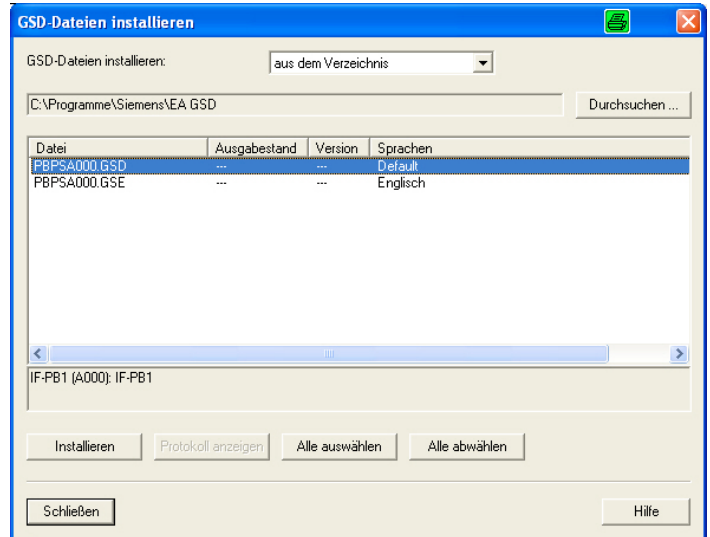 GSD-Dateien installieren
GSD-Dateien installieren: aus dem Verzeichnis
C:\Programme\Siemens\EA GSD Durchsuchen ...
Datei Ausgabestand Version Sprachen
PBPSA000.GSD --- --- Default
PBPSA000.GSE --- --- Englisch
IF-PB1 (A000): IF-PB1
Installieren Protokoll anzeigen Alle auswählen Alle abwählen
Schließen Hilfe